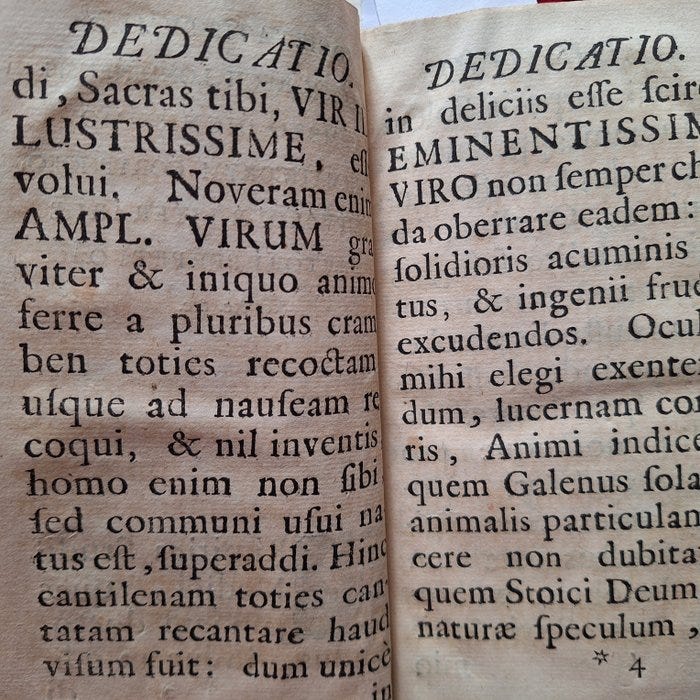 DEDICATIO.
di, Sacras tibi, VIR IL
LUSTRISSIME, eſſ
volui. Noveram enim
AMPL. VIRUM gra
viter & iniquo animo
ferre a pluribus cram
ben toties recoctam
uſque ad nauſeam re
coqui, & nil inventis
homo enim non ſibi
ſed communi uſui na
tus eſt, ſuperaddi. Hinc
cantilenam toties can-
tatam recantare haud
viſum fuit: dum unicè
in
DEDICATIO.
in deliciis eſſe ſcire
EMINENTISSIM
VIRO non ſemper ch
da oberrare eadem:
ſolidioris acuminis
tus, & ingenii fruc
excudendos. Ocul
mihi elegi exente
dum, lucernam cor
ris, Animi indice
quem Galenus ſola
animalis particulam
cere non dubita
quem Stoici Deum
naturæ ſpeculum,
* 4